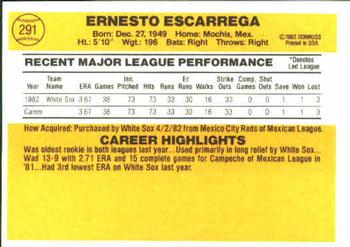 291
ERNESTO ESCARREGA
Born: Dec. 27, 1949 Home: Mochis, Mex.
Ht.: 5'10" Wgt.: 196 Bats: Right Throws: Right
©1982 DONRUSS
Printed in USA
RECENT MAJOR LEAGUE PERFORMANCE
*Denotes
Led League
Year Team Name ERA Games Inn. Pitched Hits Runs Er Runs Walks Strike Outs Comp. Games Shut Outs Save Won Lost
1982 White Sox 3.67 38 73 73 33 30 16 33 0 0 1 1 3
Career 3.67 38 73 73 33 30 16 33 0 0 1 1 3
How Acquired: Purchased by White Sox 4/2/82 from Mexico City Reds of Mexican League.
CAREER HIGHLIGHTS
Was oldest rookie in both leagues last year...Used primarily in long relief by White Sox...
Was 13-9 with 2.71 ERA and 15 complete games for Campoche of Mexican League in
'81...Had 3rd lowest ERA on White Sox last year.